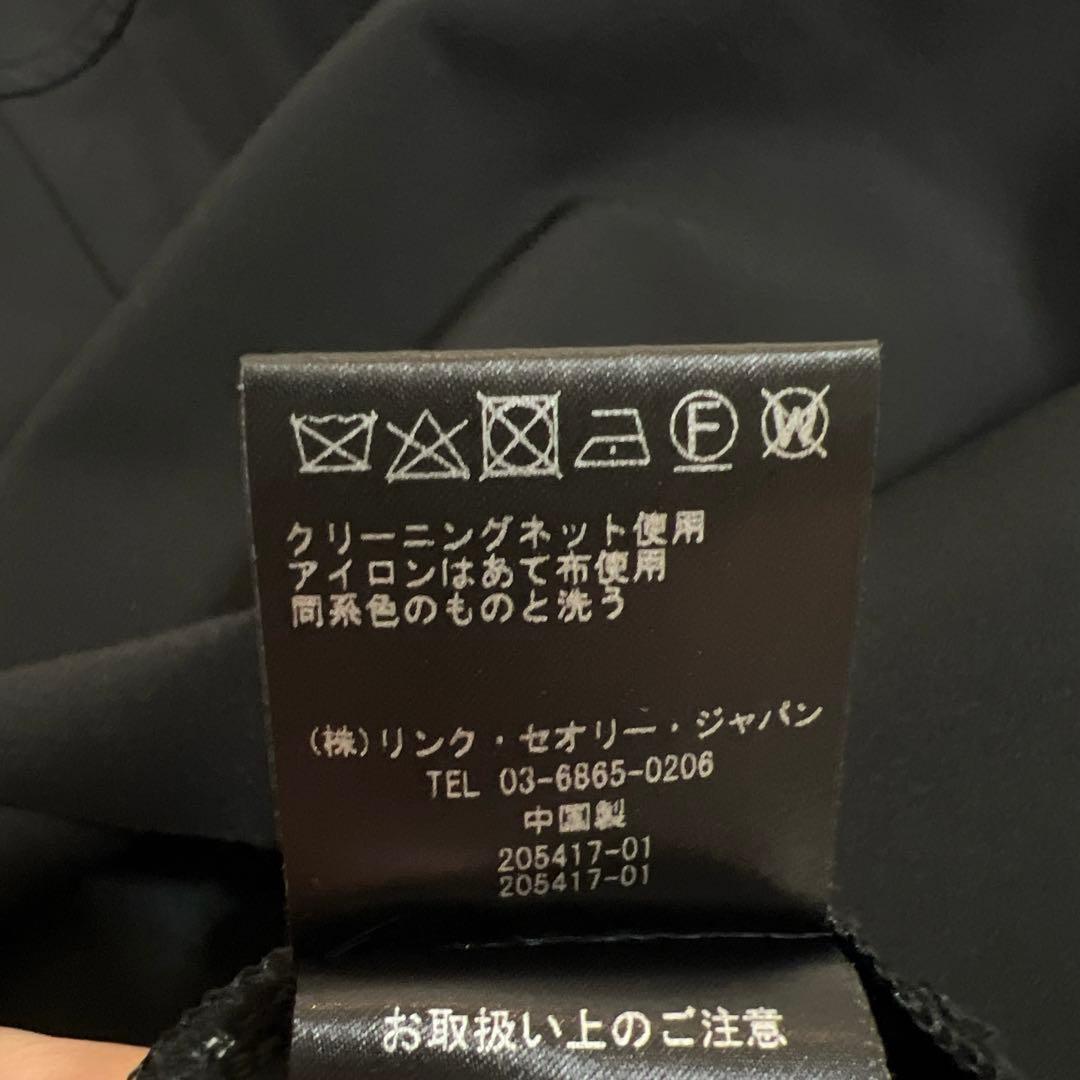 F W
クリーニングネット使用
アイロンはあて布使用
同系色のものと洗う
(株)リンク・セオリー・ジャパン
TEL 03-6865-0206
中国製
205417-01
205417-01
お取扱い上のご注意